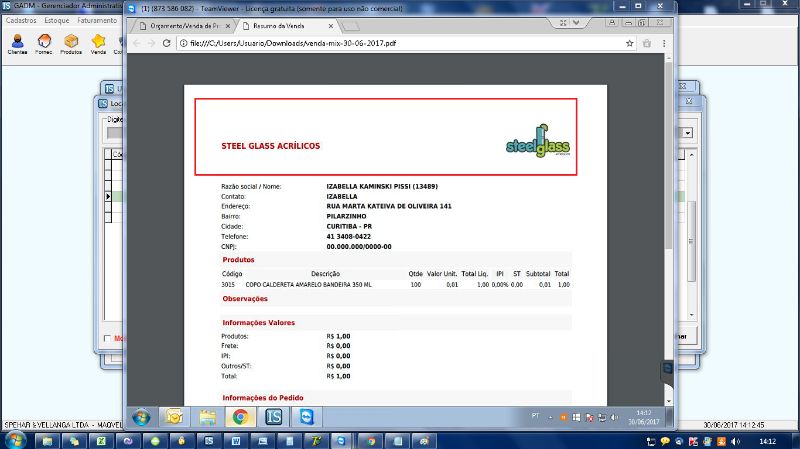 GADM - Gerenciador Administrati
(1) (873 586 082) - TeamViewer - Licença gratuita (somente para uso não comercial)
Cadastros Estoque Faturamento
Orçamento/Venda de Pr
Resumo da Venda
file:///C:/Users/Usuario/Downloads/venda-mix-30-06-2017.pdf
Clientes Fornec. Produtos Venda
STEEL GLASS ACRÍLICOS
steelglass
Razão social / Nome: IZABELLA KAMINSKI PISSI (13489)
Contato: IZABELLA
Endereço: RUA MARTA KATEIVA DE OLIVEIRA 141
Bairro: PILARZINHO
Cidade: CURITIBA - PR
Telefone: 41 3408-0422
CNPJ: 00.000.000/0000-00
Produtos
Código Descrição Qtde Valor Unit. Total Liq. IPI ST Subtotal Total
3015 COPO CALDERETA AMARELO BANDEIRA 350 ML 100 0,01 1,00 0,00% 0,00 0,01 1,00
Observações
Informações Valores
Produtos: R$ 1,00
Frete: R$ 0,00
IPI: R$ 0,00
Outros/ST: R$ 0,00
Total: R$ 1,00
Informações do Pedido
PT
14:12
30/06/2017
SPEHAR & VELLANGA LTDA - MAQVEL
30/06/2017 14:12:45
14:12